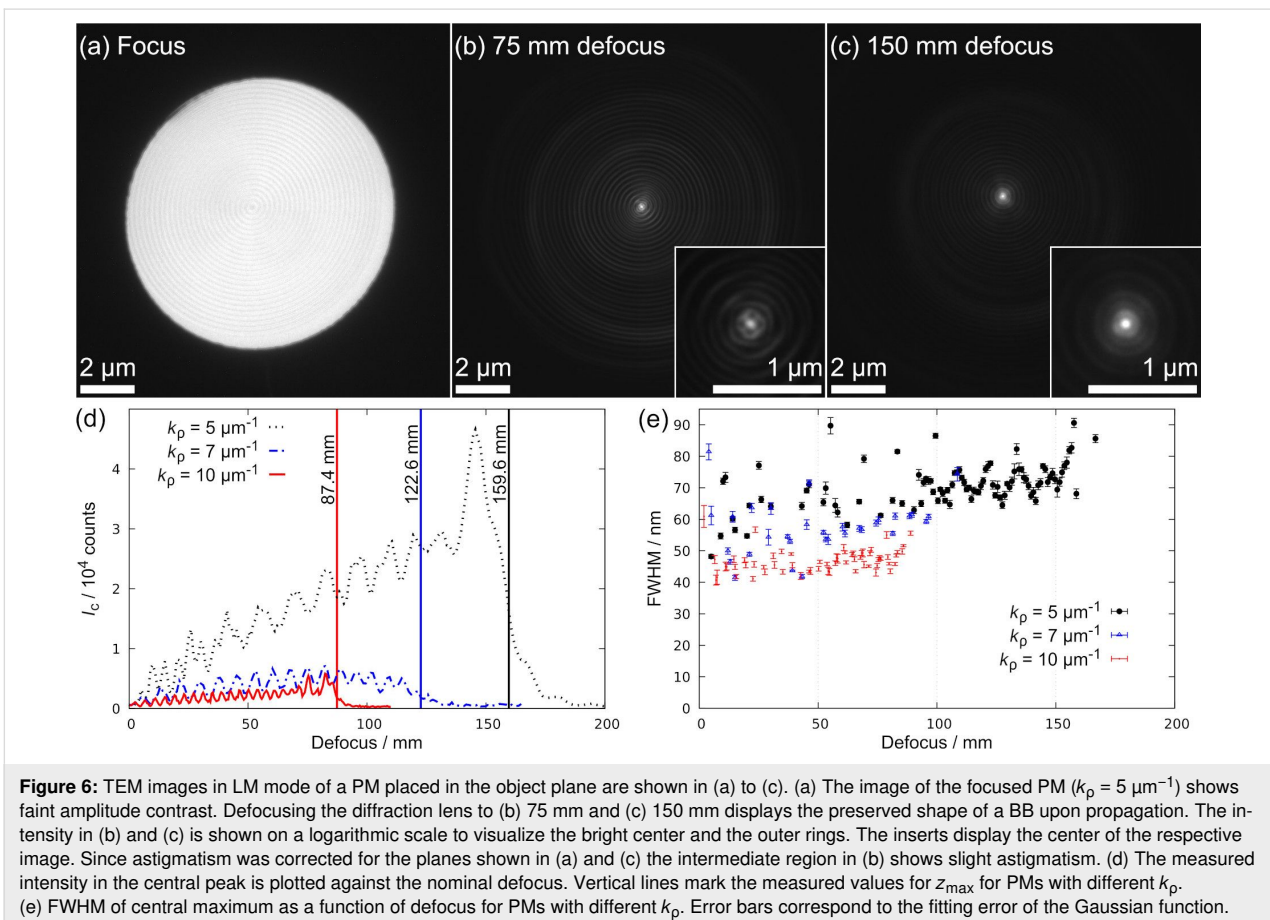 (a) Focus
(b) 75 mm defocus
(c) 150 mm defocus
2 µm
2 µm
1 µm
2 µm
1 µm
(d)
kρ = 5 µm⁻¹
kρ = 7 µm⁻¹
kρ = 10 µm⁻¹
87.4 mm
122.6 mm
159.6 mm
Ic / 10⁴ counts
4
3
2
1
0
0 50 100 150 200
Defocus / mm
(e)
FWHM / nm
90
80
70
60
50
40
30
20
10
0
kρ = 5 µm⁻¹
kρ = 7 µm⁻¹
kρ = 10 µm⁻¹
0 50 100 150 200
Defocus / mm
Figure 6: TEM images in LM mode of a PM placed in the object plane are shown in (a) to (c). (a) The image of the focused PM (kρ = 5 µm⁻¹) shows
faint amplitude contrast. Defocusing the diffraction lens to (b) 75 mm and (c) 150 mm displays the preserved shape of a BB upon propagation. The in-
tensity in (b) and (c) is shown on a logarithmic scale to visualize the bright center and the outer rings. The inserts display the center of the respective
image. Since astigmatism was corrected for the planes shown in (a) and (c) the intermediate region in (b) shows slight astigmatism. (d) The measured
intensity in the central peak is plotted against the nominal defocus. Vertical lines mark the measured values for zmax for PMs with different kρ.
(e) FWHM of central maximum as a function of defocus for PMs with different kρ. Error bars correspond to the fitting error of the Gaussian function.